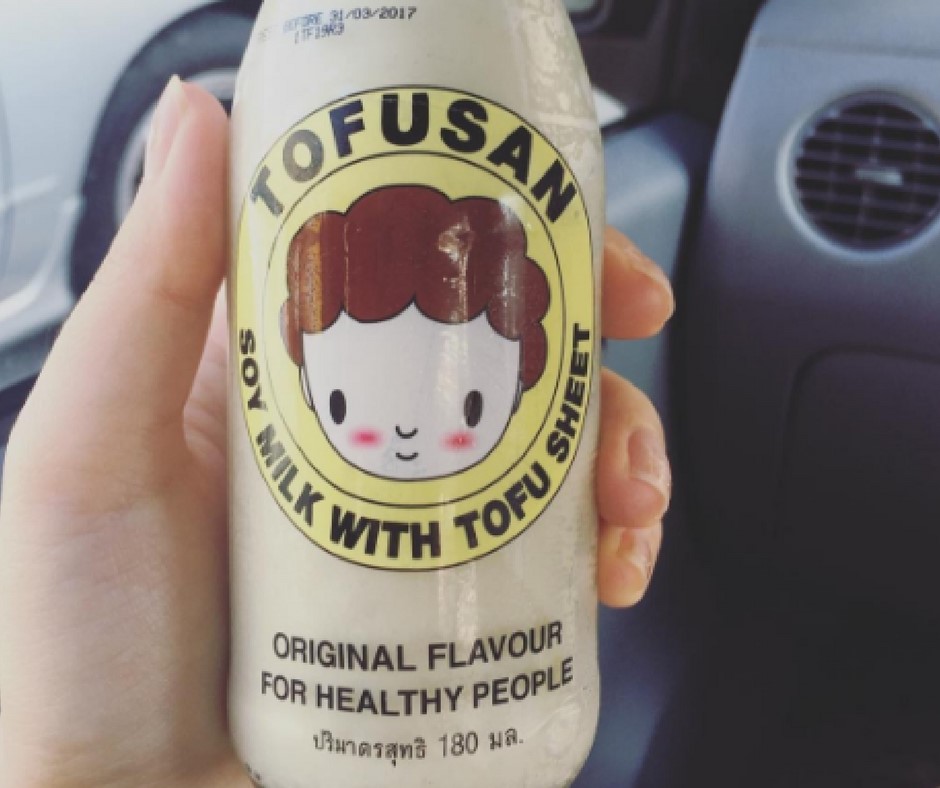 BEFORE 31/03/2017
TOFUSAN
SOY MILK WITH TOFU SHEET
ORIGINAL FLAVOUR
FOR HEALTHY PEOPLE
ปริมาตรสุทธิ 180 มล.